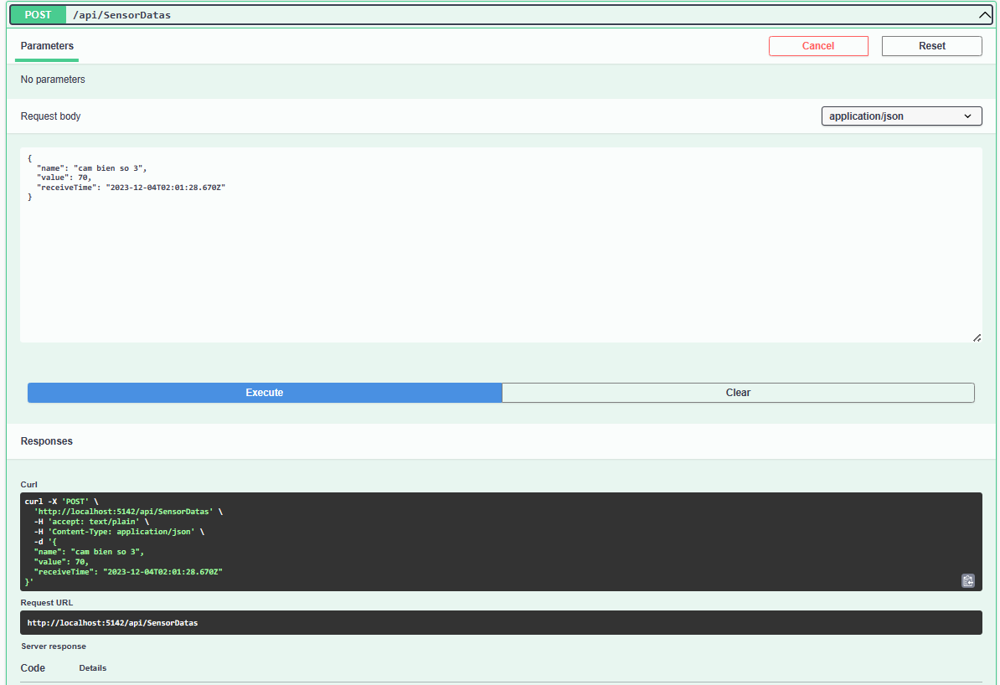 POST /api/SensorDatas
Parameters Cancel Reset
No parameters
Request body application/json
{
  "name": "cam bien so 3",
  "value": 70,
  "receiveTime": "2023-12-04T02:01:28.670Z"
}
Execute Clear
Responses
Curl
curl -X 'POST' \
  'http://localhost:5142/api/SensorDatas' \
  -H 'accept: text/plain' \
  -H 'Content-Type: application/json' \
  -d '{
  "name": "cam bien so 3",
  "value": 70,
  "receiveTime": "2023-12-04T02:01:28.670Z"
}'
Request URL
http://localhost:5142/api/SensorDatas
Server response
Code Details